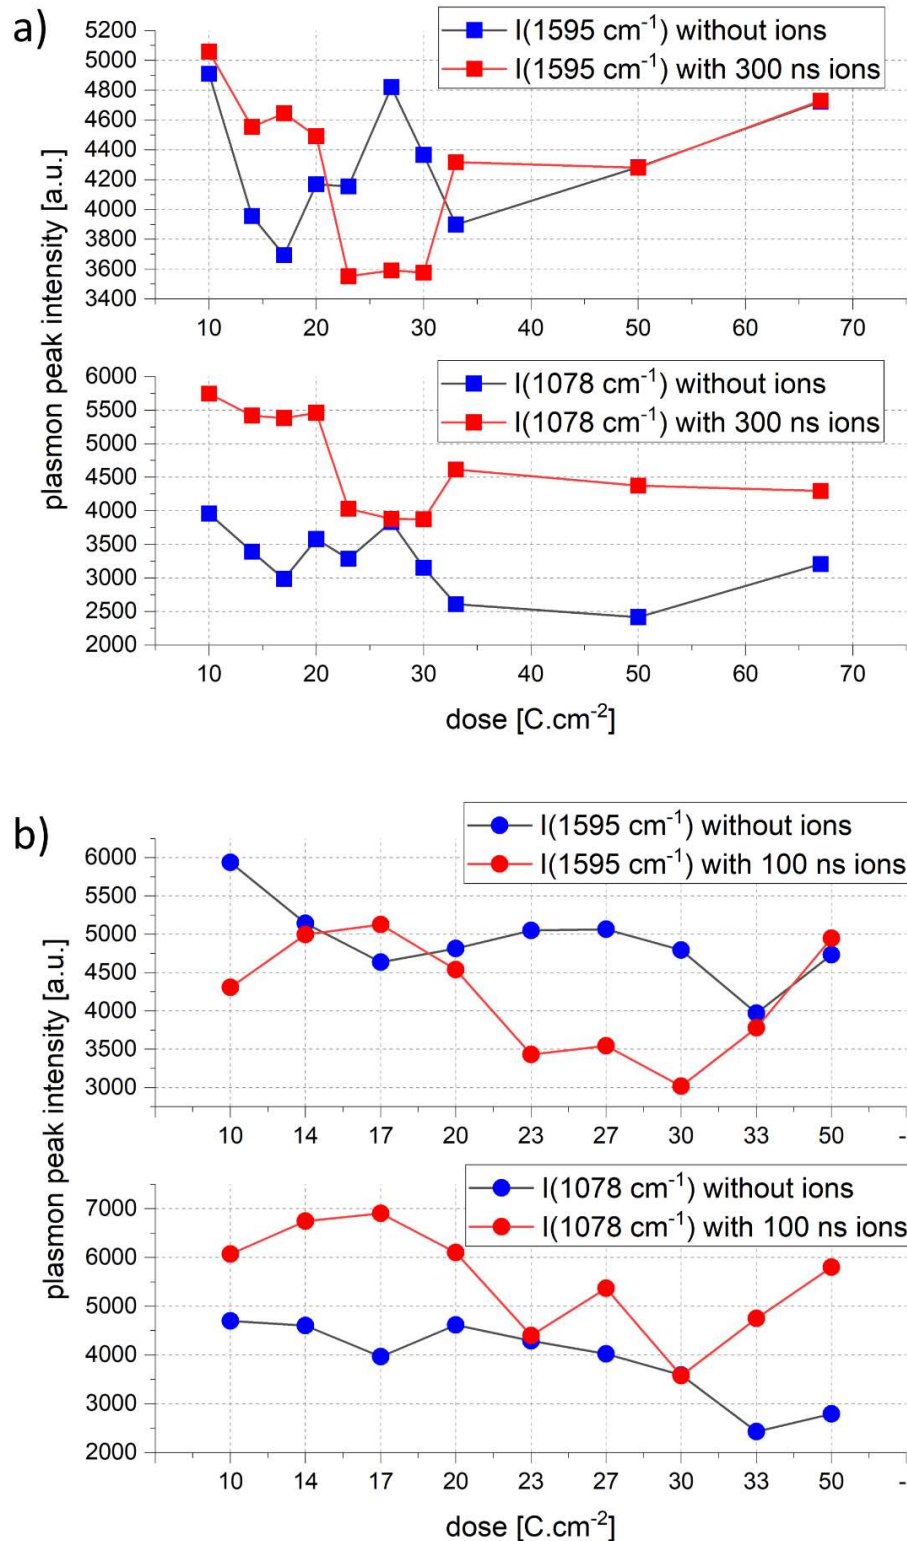 a)
I(1595 cm-1) without ions
I(1595 cm-1) with 300 ns ions
5200
5000
4800
4600
4400
4200
4000
3800
3600
3400
10 20 30 40 50 60 70
plasmon peak intensity [a.u.]
I(1078 cm-1) without ions
I(1078 cm-1) with 300 ns ions
6000
5500
5000
4500
4000
3500
3000
2500
2000
10 20 30 40 50 60 70
dose [C.cm-2]
b)
I(1595 cm-1) without ions
I(1595 cm-1) with 100 ns ions
6000
5500
5000
4500
4000
3500
3000
10 14 17 20 23 27 30 33 50 -
plasmon peak intensity [a.u.]
I(1078 cm-1) without ions
I(1078 cm-1) with 100 ns ions
7000
6000
5000
4000
3000
2000
10 14 17 20 23 27 30 33 50 -
dose [C.cm-2]